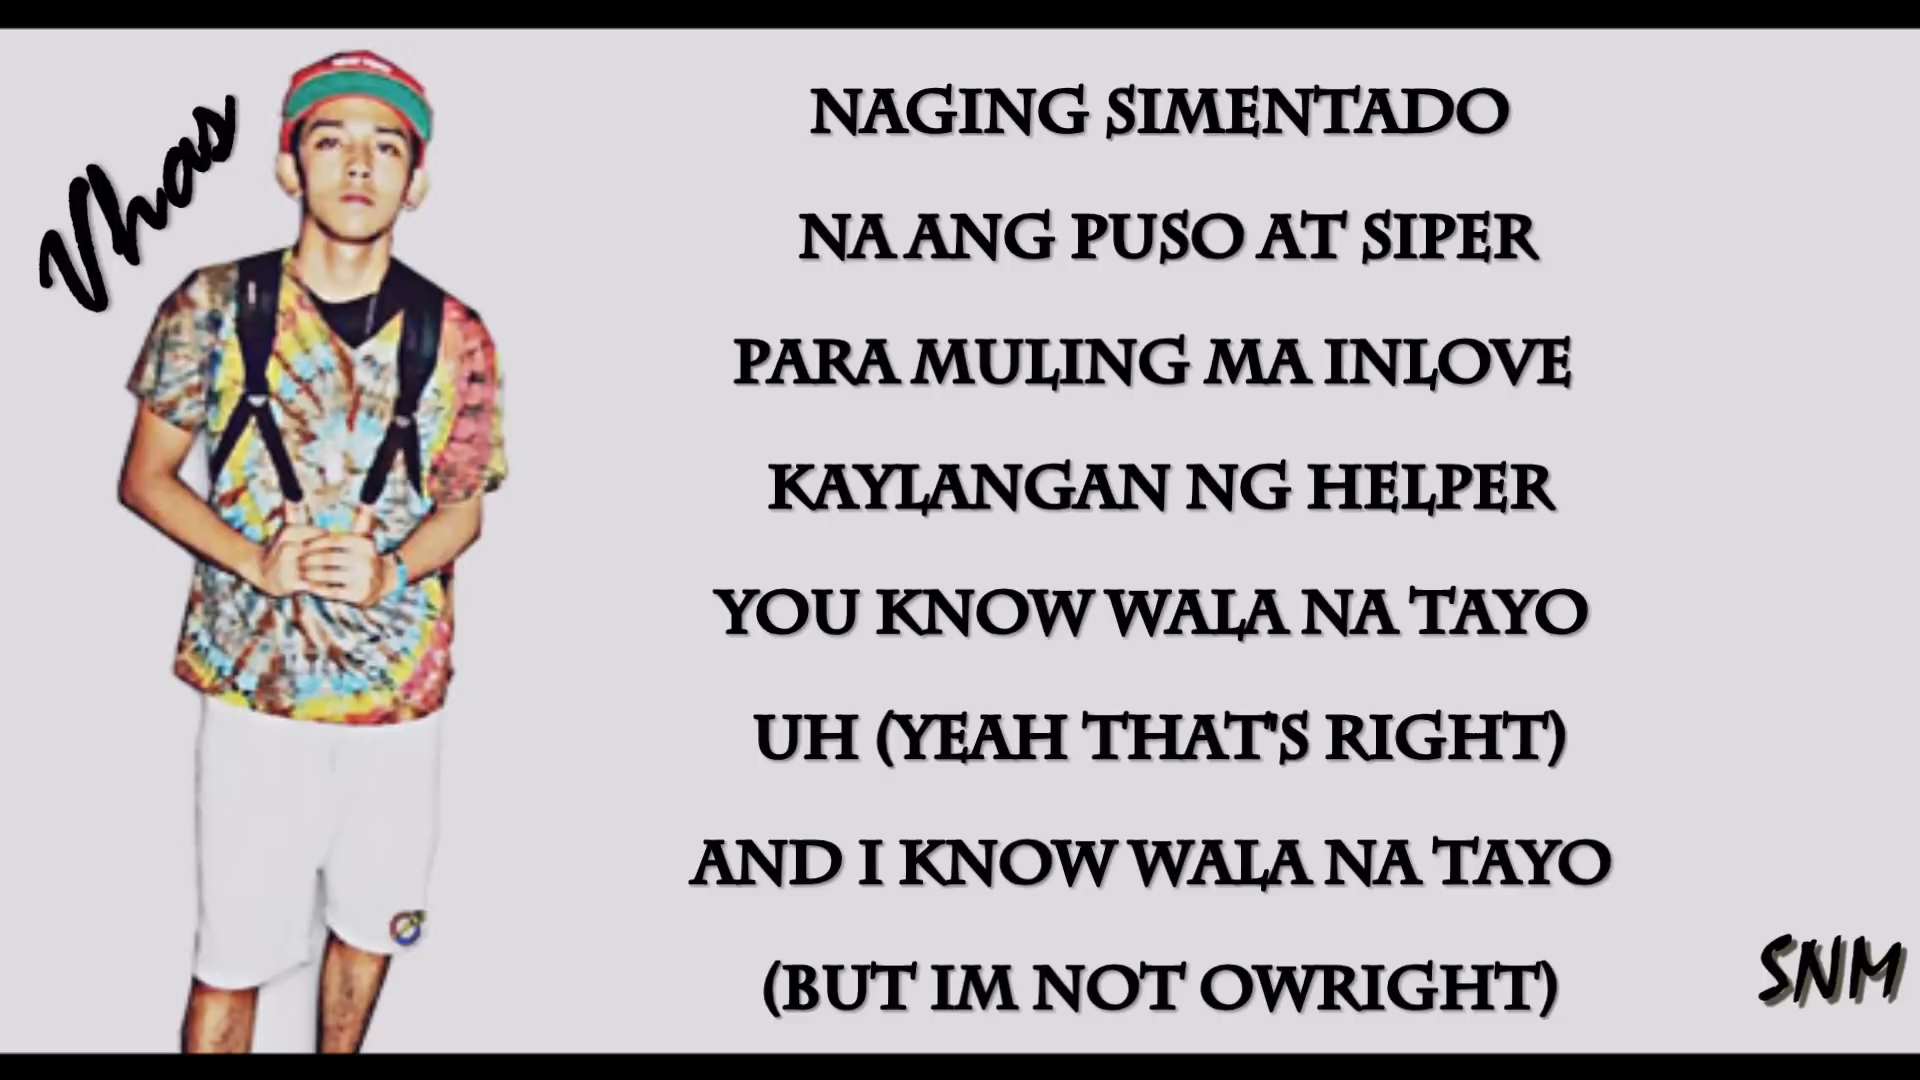 Vhas
NAGING SIMENTADO
NA ANG PUSO AT SIPER
PARA MULING MA INLOVE
KAYLANGAN NG HELPER
YOU KNOW WALA NA TAYO
UH (YEAH THAT'S RIGHT)
AND I KNOW WALA NA TAYO
(BUT IM NOT OWRIGHT)
SNM